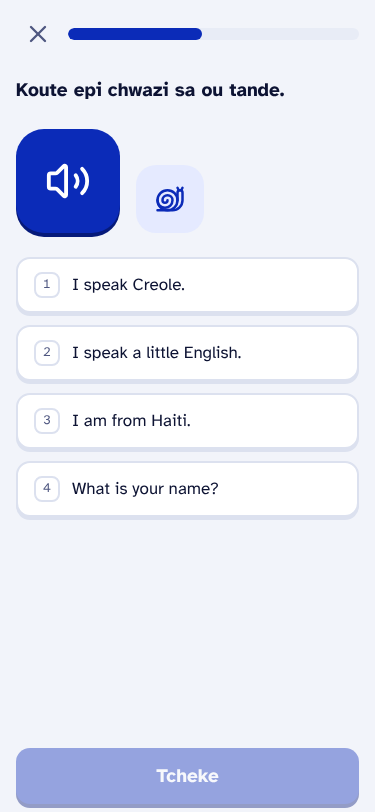 Koute epi chwazi sa ou tande.
1 I speak Creole.
2 I speak a little English.
3 I am from Haiti.
4 What is your name?
Tcheke